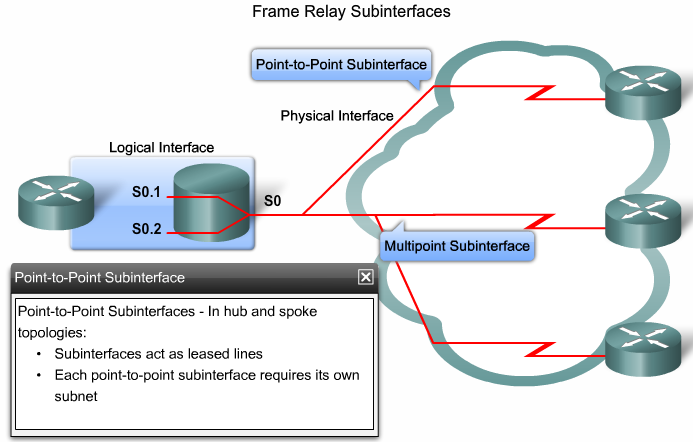 Frame Relay Subinterfaces
Point-to-Point Subinterface
Physical Interface
Logical Interface
S0.1
S0
S0.2
Multipoint Subinterface
Point-to-Point Subinterface
Point-to-Point Subinterfaces - In hub and spoke
topologies:
• Subinterfaces act as leased lines
• Each point-to-point subinterface requires its own
subnet